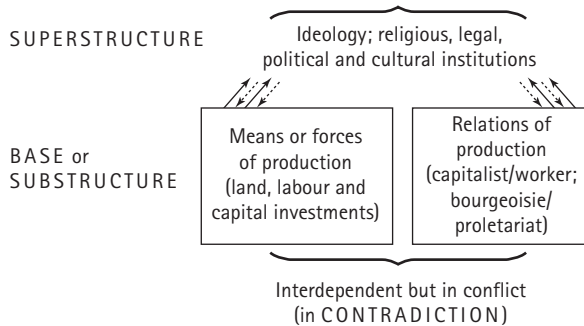 SUPERSTRUCTURE
Ideology; religious, legal,
political and cultural institutions
BASE or
SUBSTRUCTURE
Means or forces
of production
(land, labour and
capital investments)
Relations of
production
(capitalist/worker;
bourgeoisie/
proletariat)
Interdependent but in conflict
(in CONTRADICTION)